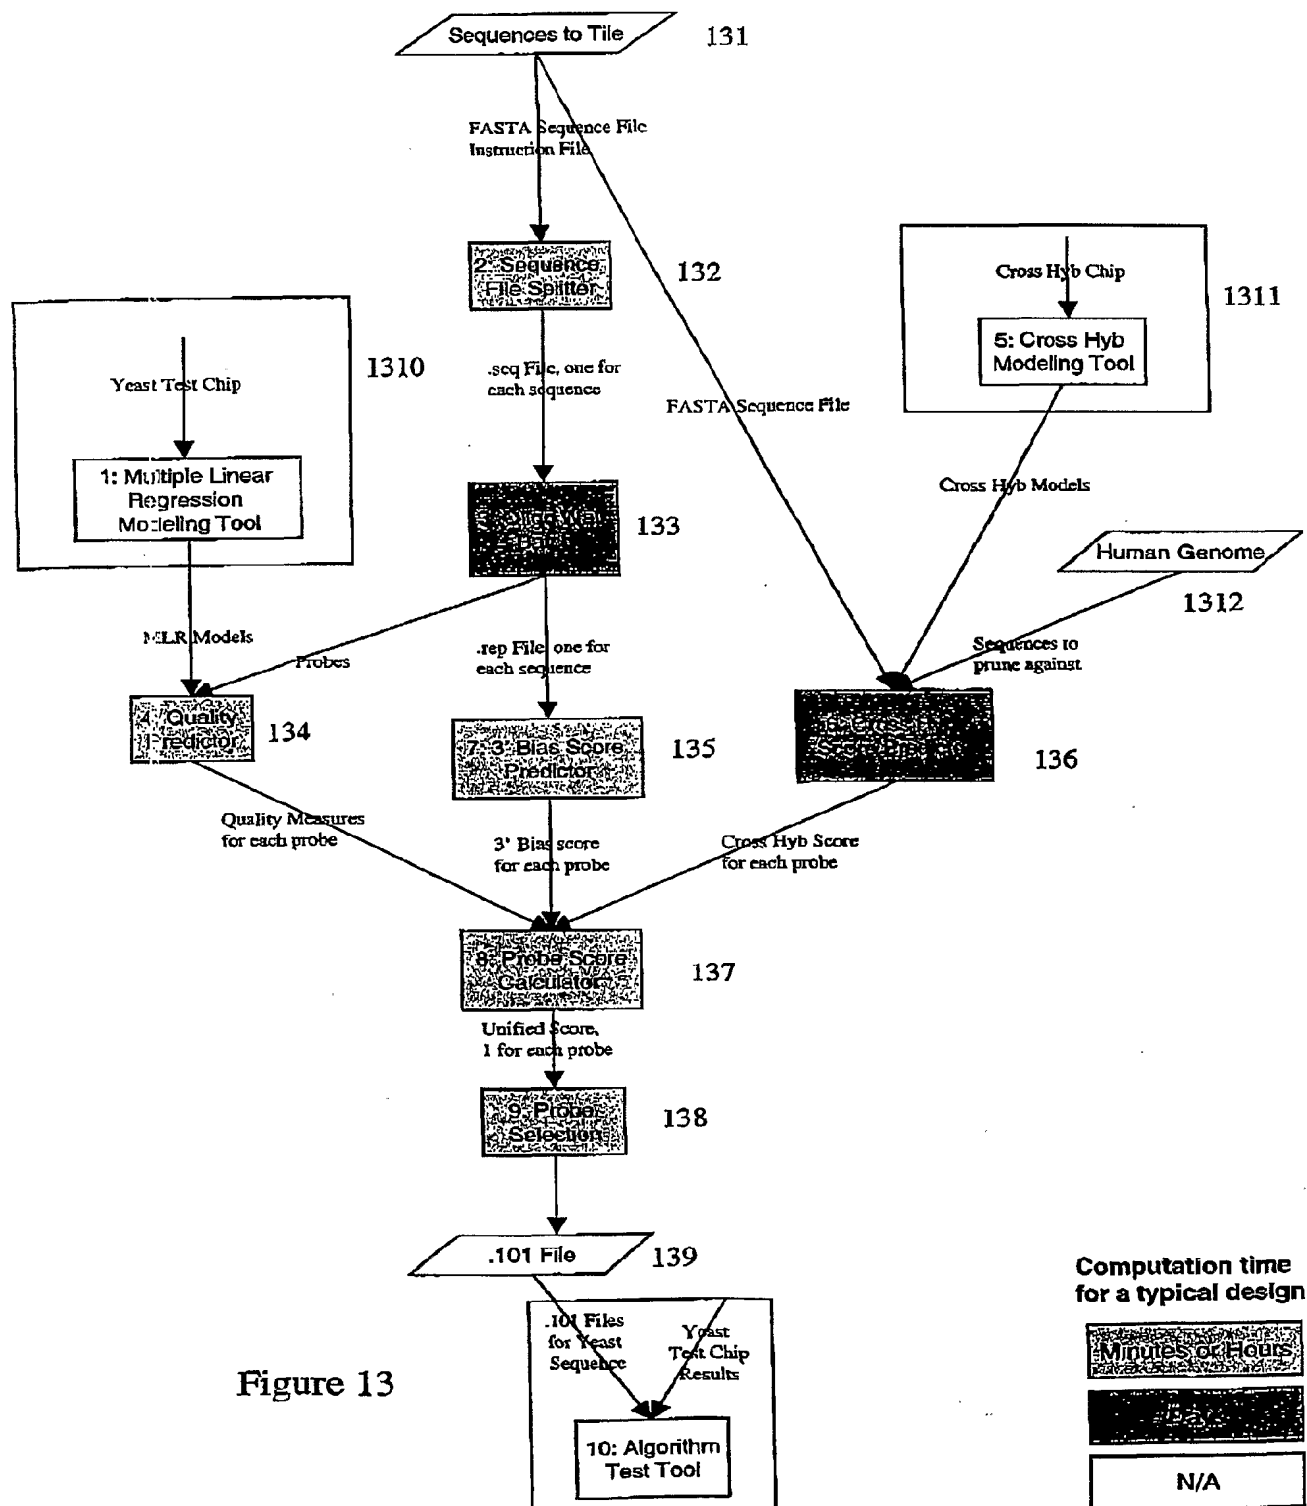 Sequences to Tile
131
FASTA Sequence File
Instruction File
2: Sequence
File Splitter
132
Cross Hyb Chip
5: Cross Hyb
Modeling Tool
1311
Yeast Test Chip
1310
.seq File, one for
each sequence
FASTA Sequence File
1: Multiple Linear
Regression
Modeling Tool
Cross Hyb Models
133
Human Genome
1312
MLR Models
Probes
.rep File, one for
each sequence
Sequences to
prune against
4: Quality
Predictor
134
7: 3' Bias Score
Predictor
135
136
Quality Measures
for each probe
3' Bias score
for each probe
Cross Hyb Score
for each probe
8: Probe Score
Calculator
137
Unified Score,
1 for each probe
9: Probe
Selection
138
.101 File
139
.101 Files
for Yeast
Sequence
Yeast
Test Chip
Results
10: Algorithm
Test Tool
Figure 13
Computation time
for a typical design
Minutes or Hours
Days
N/A